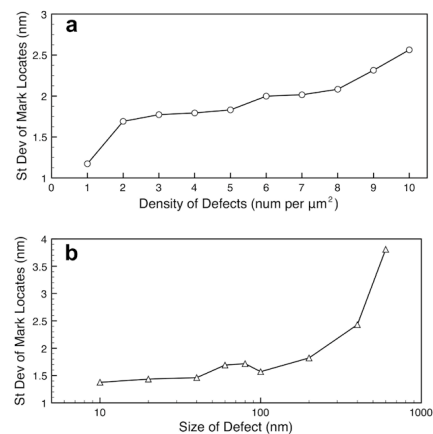 a
3
2.5
2
1.5
1
St Dev of Mark Locates (nm)
0 1 2 3 4 5 6 7 8 9 10
Density of Defects (num per μm²)
b
4
3.5
3
2.5
2
1.5
1
St Dev of Mark Locates (nm)
10 100 1000
Size of Defect (nm)